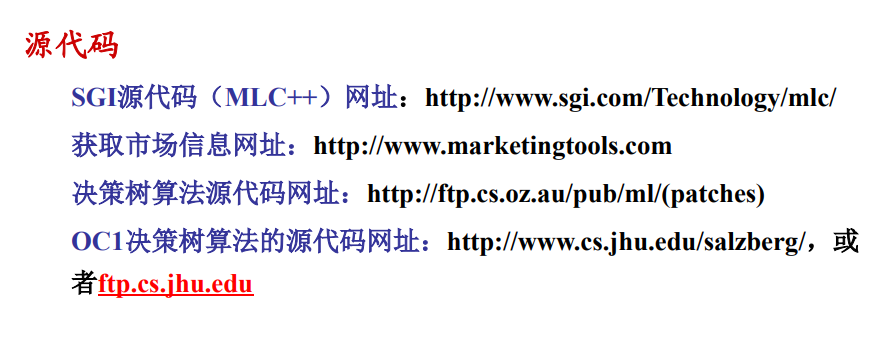 源代码
SGI源代码（MLC++）网址：http://www.sgi.com/Technology/mlc/
获取市场信息网址：http://www.marketingtools.com
决策树算法源代码网址：http://ftp.cs.oz.au/pub/ml/(patches)
OC1决策树算法的源代码网址：http://www.cs.jhu.edu/salzberg/，或
者ftp.cs.jhu.edu